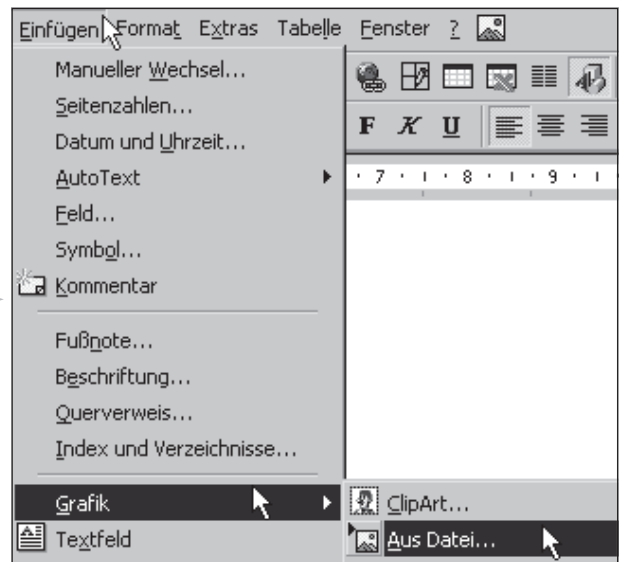 Einfügen Format Extras Tabelle Fenster ?
Manueller Wechsel...
Seitenzahlen...
Datum und Uhrzeit...
AutoText
Feld...
Symbol...
Kommentar
Fußnote...
Beschriftung...
Querverweis...
Index und Verzeichnisse...
Grafik
Textfeld
F K U
· 7 · ı · 8 · ı · 9 · ı
ClipArt...
Aus Datei...